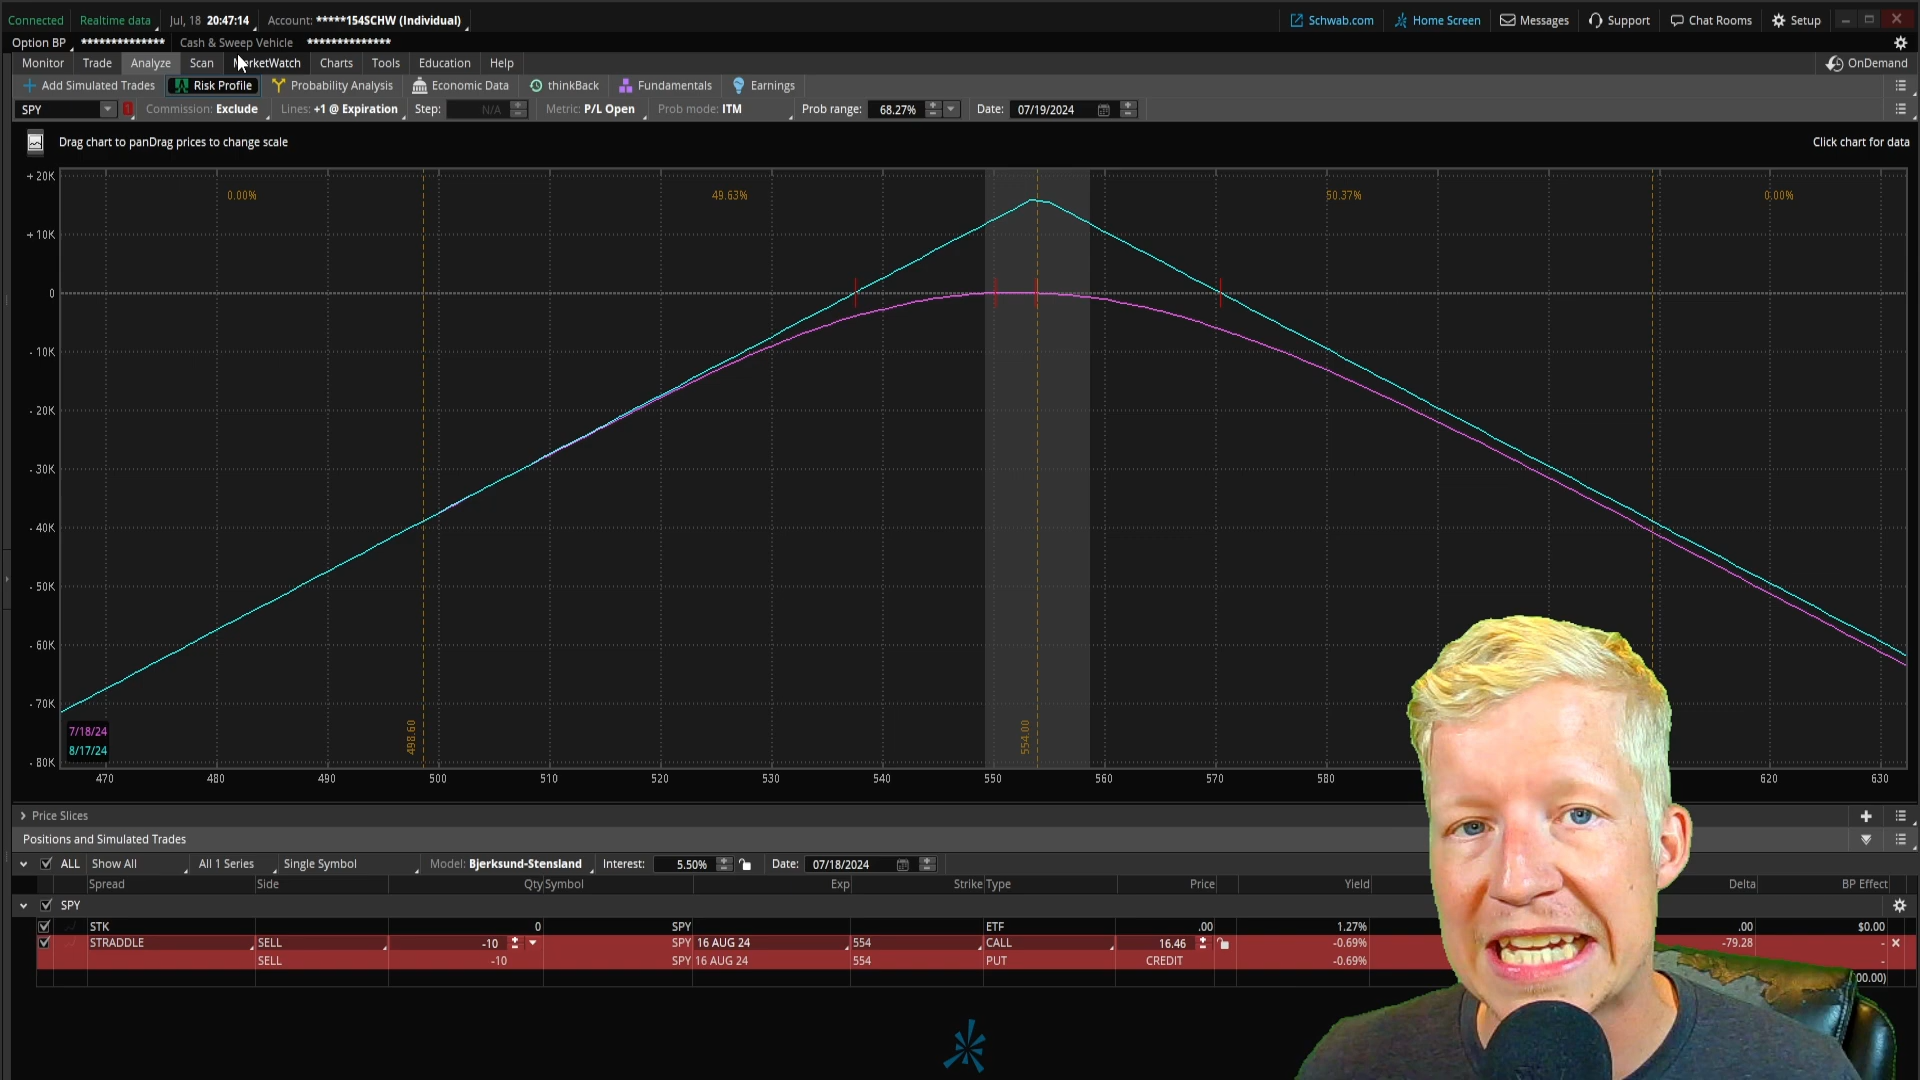 Connected Realtime data Jul, 18 20:47:14 Account: *****154SCHW (Individual) Schwab.com Home Screen Messages Support Chat Rooms Setup
Option BP ************** Cash & Sweep Vehicle **************
Monitor Trade Analyze Scan MarketWatch Charts Tools Education Help OnDemand
Add Simulated Trades Risk Profile Probability Analysis Economic Data thinkBack Fundamentals Earnings
SPY 1 Commission: Exclude Lines: +1 @ Expiration Step: N/A Metric: P/L Open Prob mode: ITM Prob range: 68.27% Date: 07/19/2024
Drag chart to panDrag prices to change scale Click chart for data
+20K
0.00% 49.63% 50.37% 0.00%
+10K
0
-10K
-20K
-30K
-40K
-50K
-60K
-70K
7/18/24
8/17/24
498.60
554.00
-80K
470 480 490 500 510 520 530 540 550 560 570 580 620 630
Price Slices
Positions and Simulated Trades
ALL Show All All 1 Series Single Symbol Model: Bjerksund-Stensland Interest: 5.50% Date: 07/18/2024
Spread Side Qty Symbol Exp Strike Type Price Yield Delta BP Effect
SPY
STK 0 SPY ETF .00 1.27% .00 $0.00
STRADDLE SELL -10 SPY 16 AUG 24 554 CALL 16.46 -0.69% -79.28 -
SELL -10 SPY 16 AUG 24 554 PUT CREDIT -0.69% -
00.00)